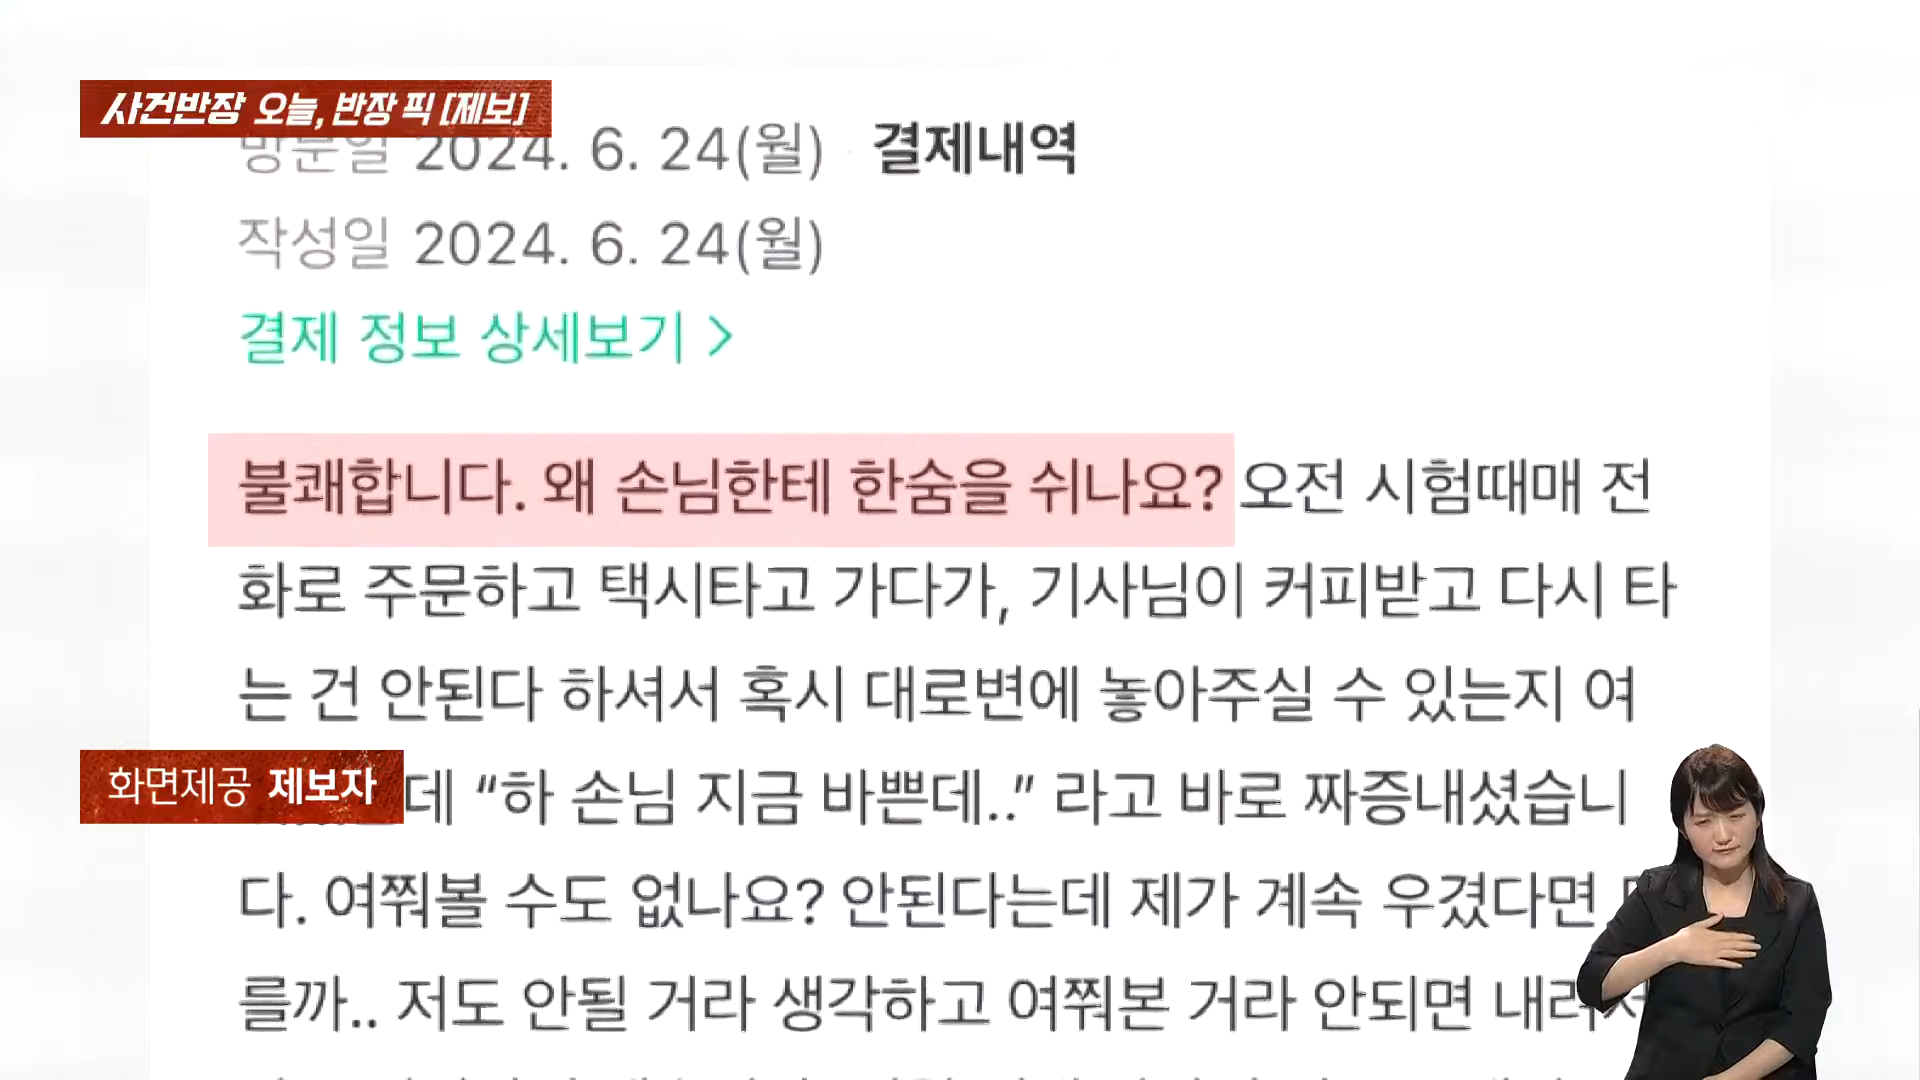 사건반장 오늘, 반장 픽 [제보]
방문일 2024. 6. 24(월) 결제내역
작성일 2024. 6. 24(월)
결제 정보 상세보기 >
불쾌합니다. 왜 손님한테 한숨을 쉬나요? 오전 시험때매 전
화로 주문하고 택시타고 가다가, 기사님이 커피받고 다시 타
는 건 안된다 하셔서 혹시 대로변에 놓아주실 수 있는지 여
화면제공 제보자
데 “하 손님 지금 바쁜데..” 라고 바로 짜증내셨습니
다. 여쭤볼 수도 없나요? 안된다는데 제가 계속 우겼다면
를까.. 저도 안될 거라 생각하고 여쭤본 거라 안되면 내려서